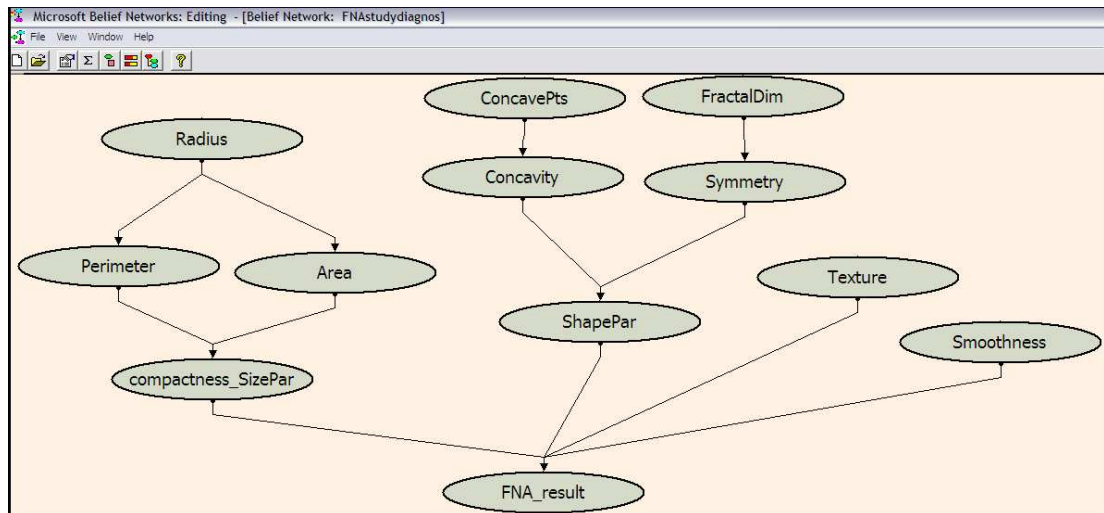 Microsoft Belief Networks: Editing - [Belief Network: FNAstudydiagnos]
File View Window Help
Σ ?
ConcavePts FractalDim
Radius
Concavity Symmetry
Perimeter Area Texture
ShapePar
Smoothness
compactness_SizePar
FNA_result